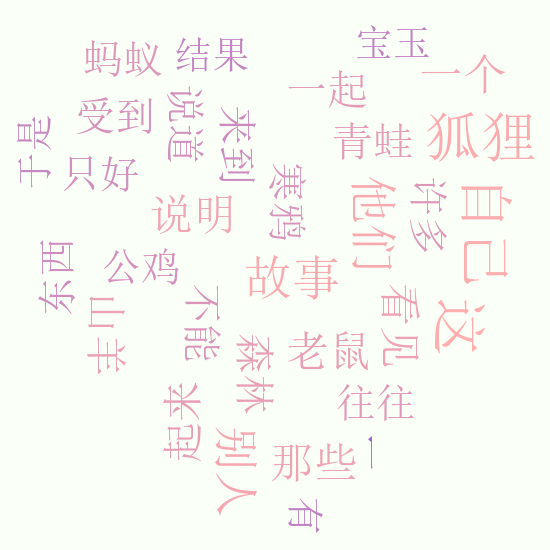 宝玉
结果
蚂蚁
一个
一起
受到
说道
来到
于是
青蛙
狐狸
只好
寒鸦
他们
许多
自己
说明
东西
公鸡
故事
不能
看见
这
山羊
森林
老鼠
起来
往往
别人
那些
一
有